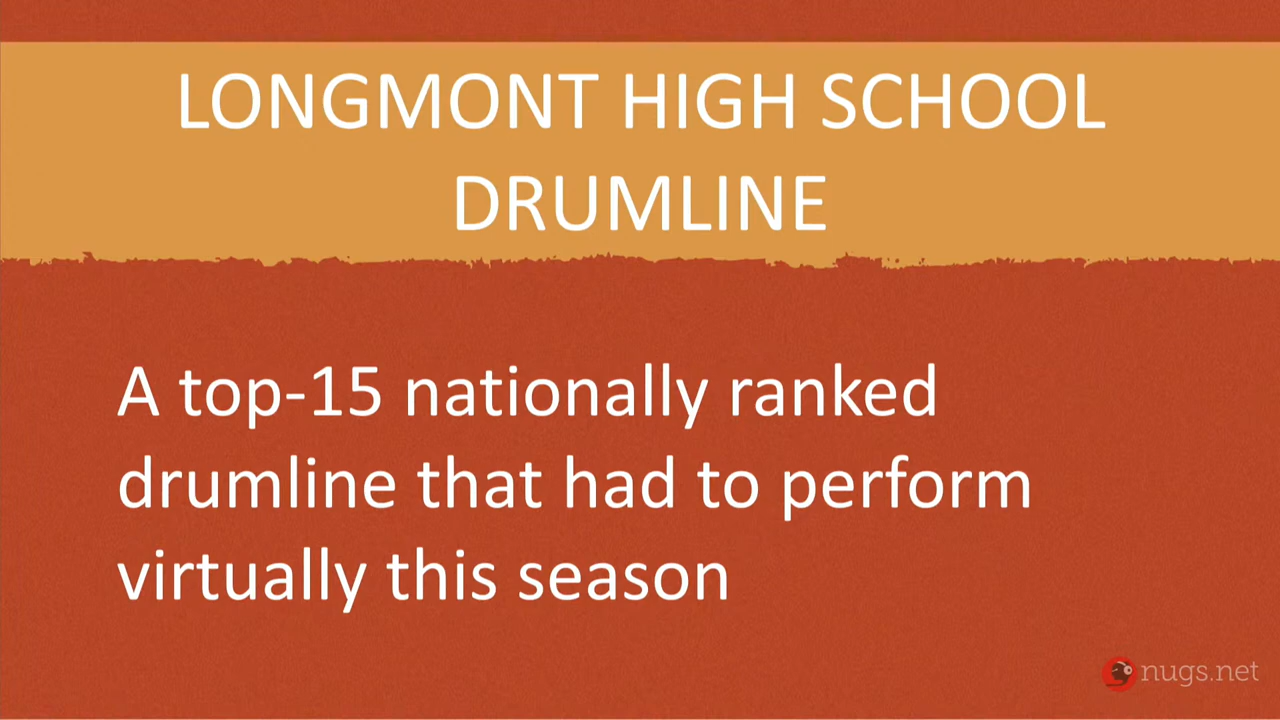 LONGMONT HIGH SCHOOL
DRUMLINE
A top-15 nationally ranked
drumline that had to perform
virtually this season
nugs.net